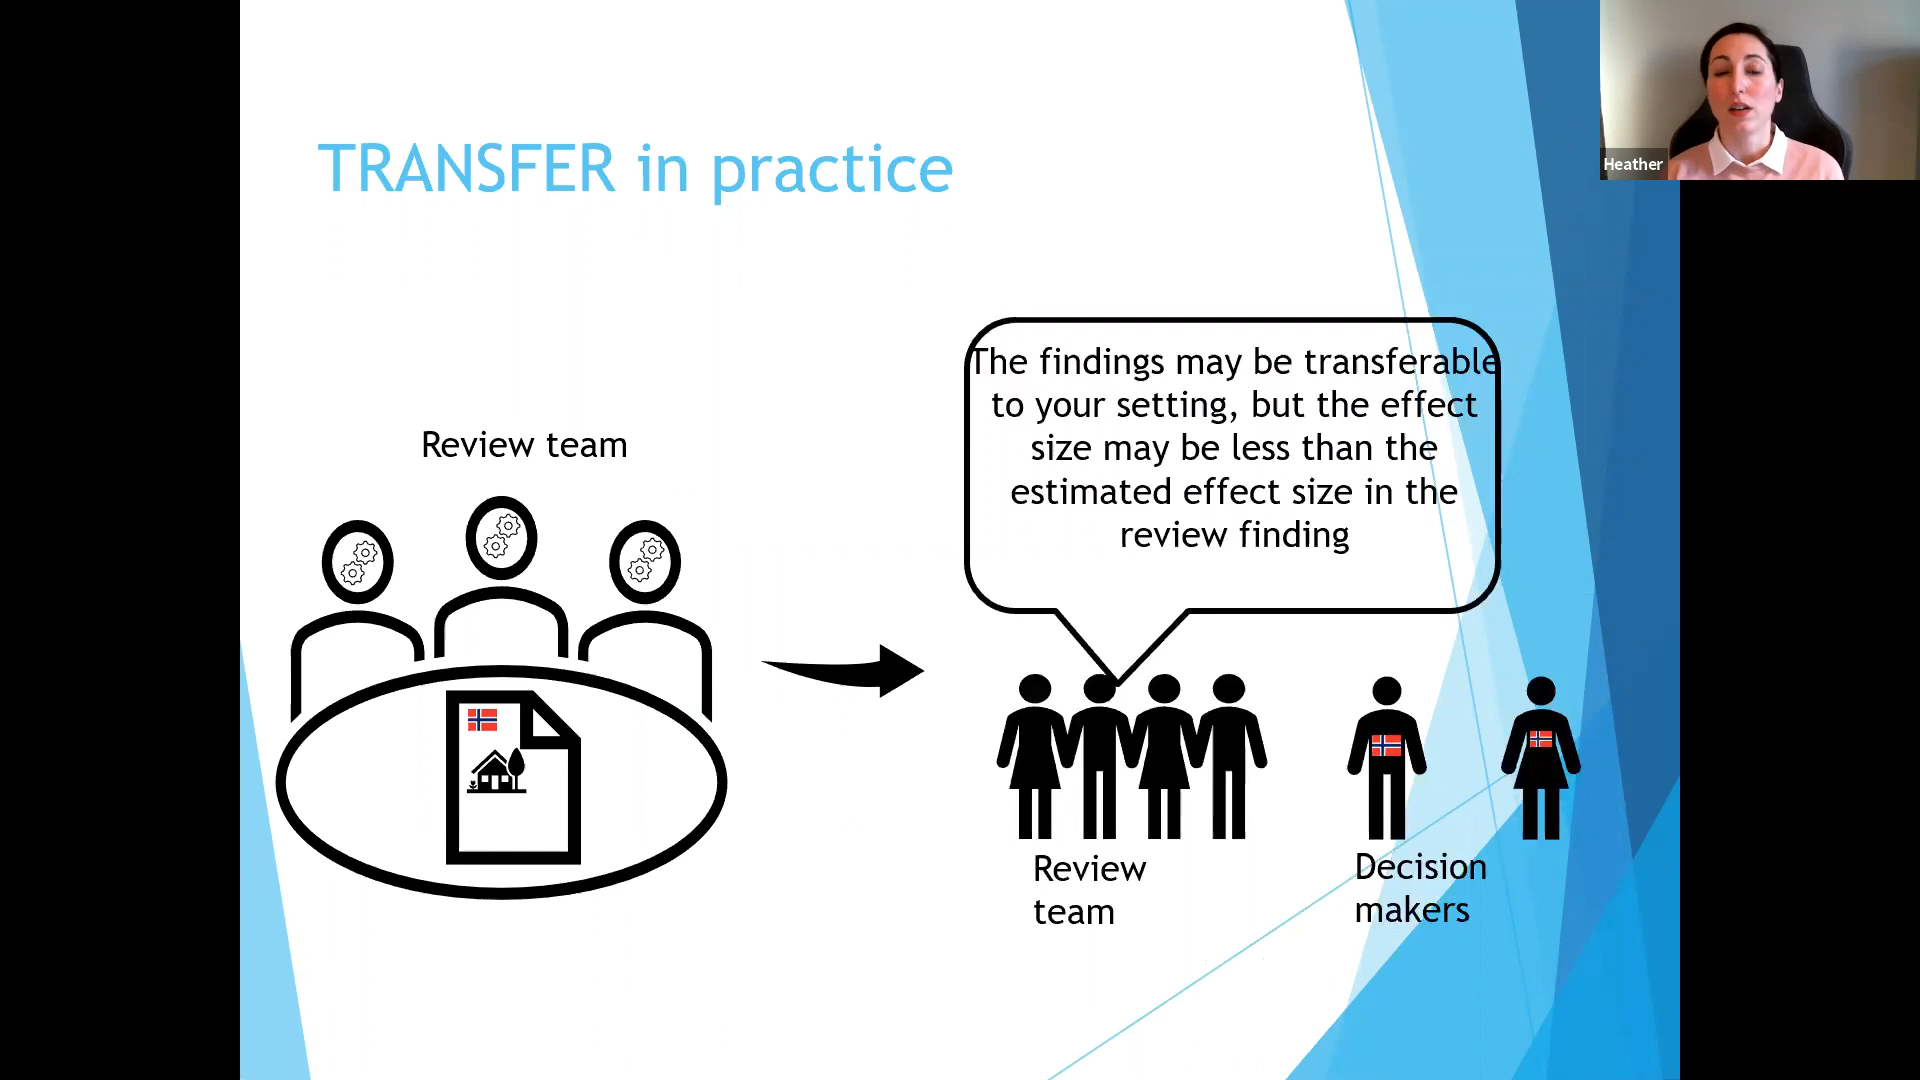 TRANSFER in practice
Heather
The findings may be transferable
to your setting, but the effect
size may be less than the
estimated effect size in the
review finding
Review team
Review
team
Decision
makers